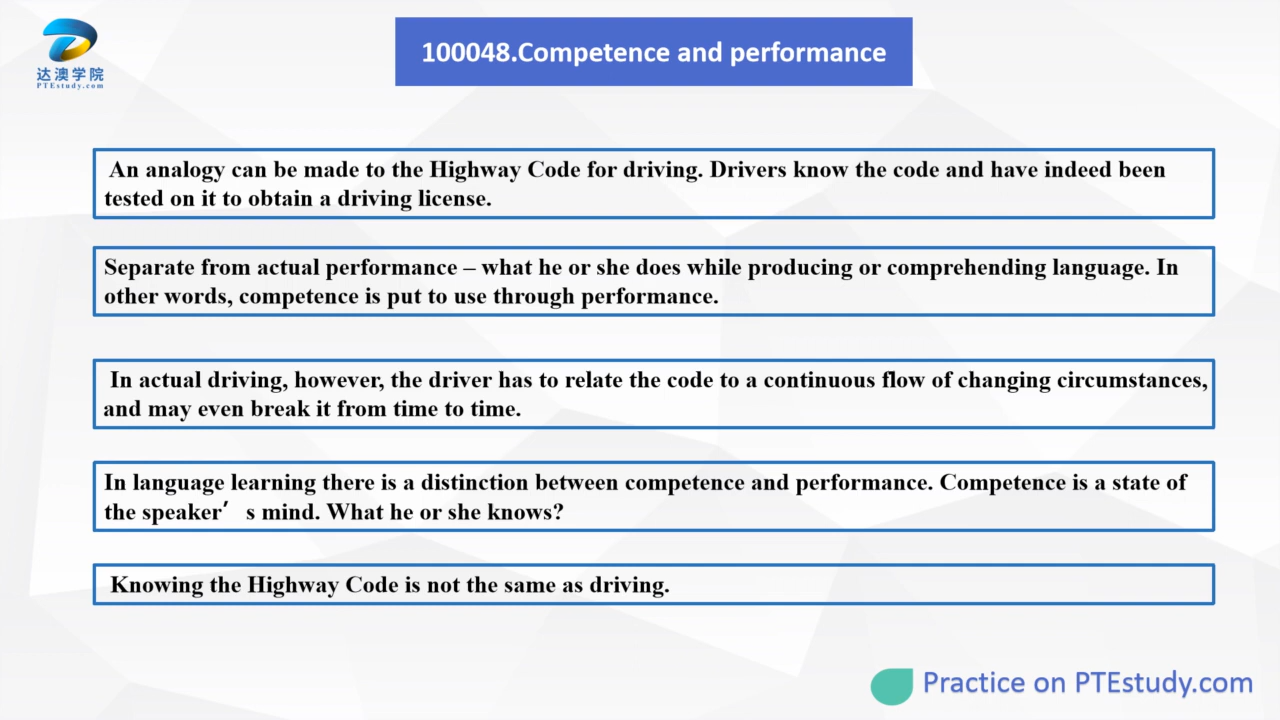 达澳学院
PTEstudy.com
100048.Competence and performance
An analogy can be made to the Highway Code for driving. Drivers know the code and have indeed been
tested on it to obtain a driving license.
Separate from actual performance – what he or she does while producing or comprehending language. In
other words, competence is put to use through performance.
In actual driving, however, the driver has to relate the code to a continuous flow of changing circumstances,
and may even break it from time to time.
In language learning there is a distinction between competence and performance. Competence is a state of
the speaker’s mind. What he or she knows?
Knowing the Highway Code is not the same as driving.
Practice on PTEstudy.com